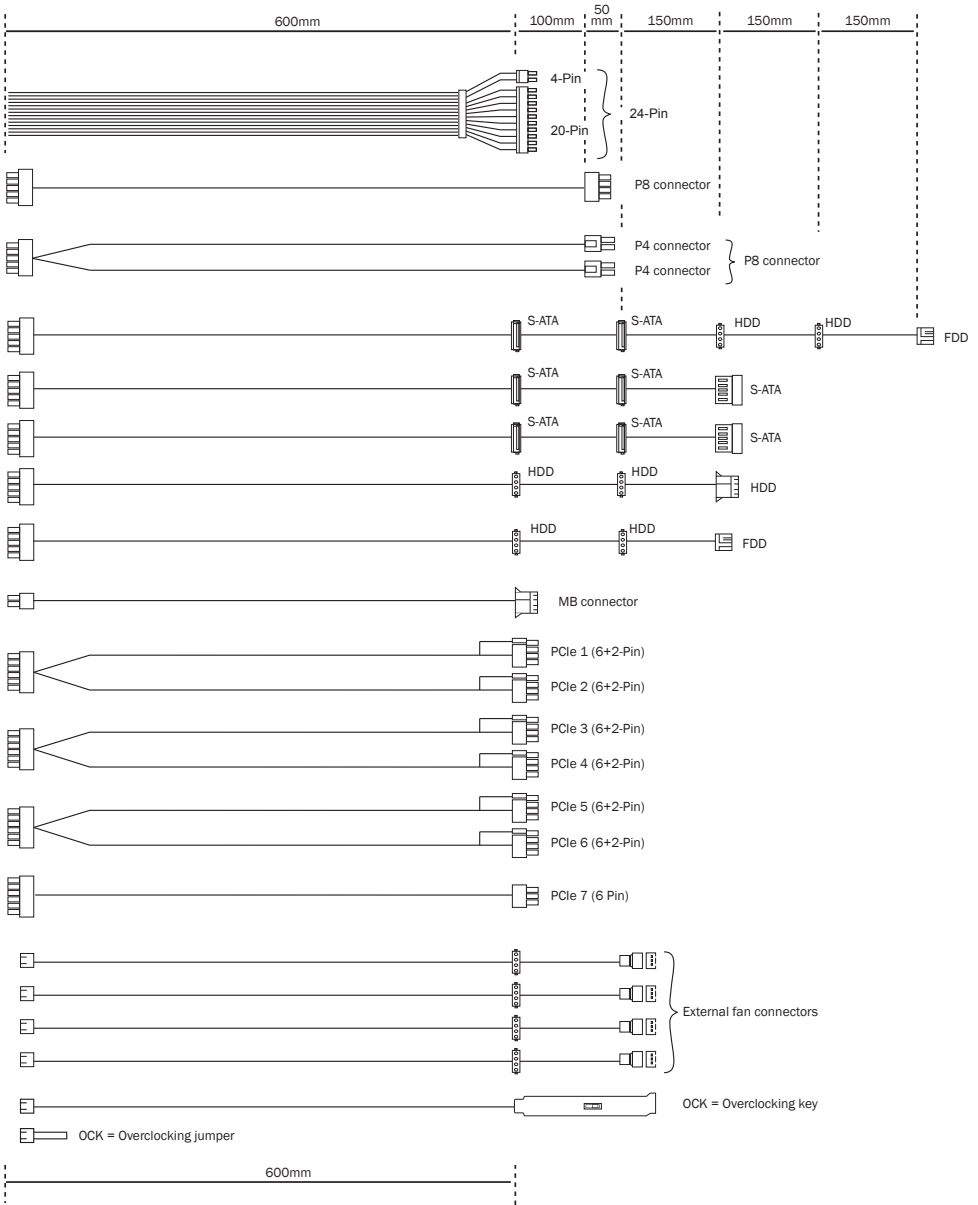 600mm 100mm 50 mm 150mm 150mm 150mm
4-Pin
20-Pin
24-Pin
P8 connector
P4 connector
P4 connector
P8 connector
S-ATA S-ATA HDD HDD FDD
S-ATA S-ATA S-ATA
S-ATA S-ATA S-ATA
HDD HDD HDD
HDD HDD FDD
MB connector
PCIe 1 (6+2-Pin)
PCIe 2 (6+2-Pin)
PCIe 3 (6+2-Pin)
PCIe 4 (6+2-Pin)
PCIe 5 (6+2-Pin)
PCIe 6 (6+2-Pin)
PCIe 7 (6 Pin)
External fan connectors
OCK = Overclocking key
OCK = Overclocking jumper
600mm